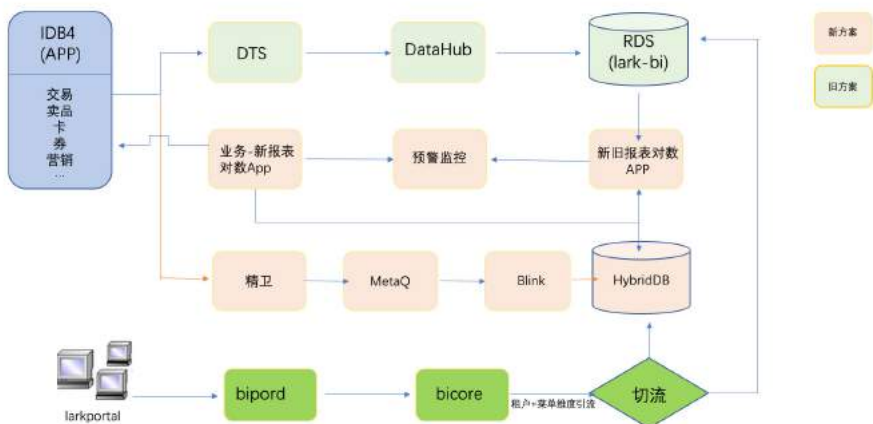 IDB4
(APP)
交易
卖品
卡
券
营销
...
DTS
DataHub
RDS
(lark-bi)
新方案
旧方案
业务-新报表
对数App
预警监控
新旧报表对数
APP
精卫
MetaQ
Blink
HybridDB
larkportal
bipord
bicore
租户+菜单维度引流
切流